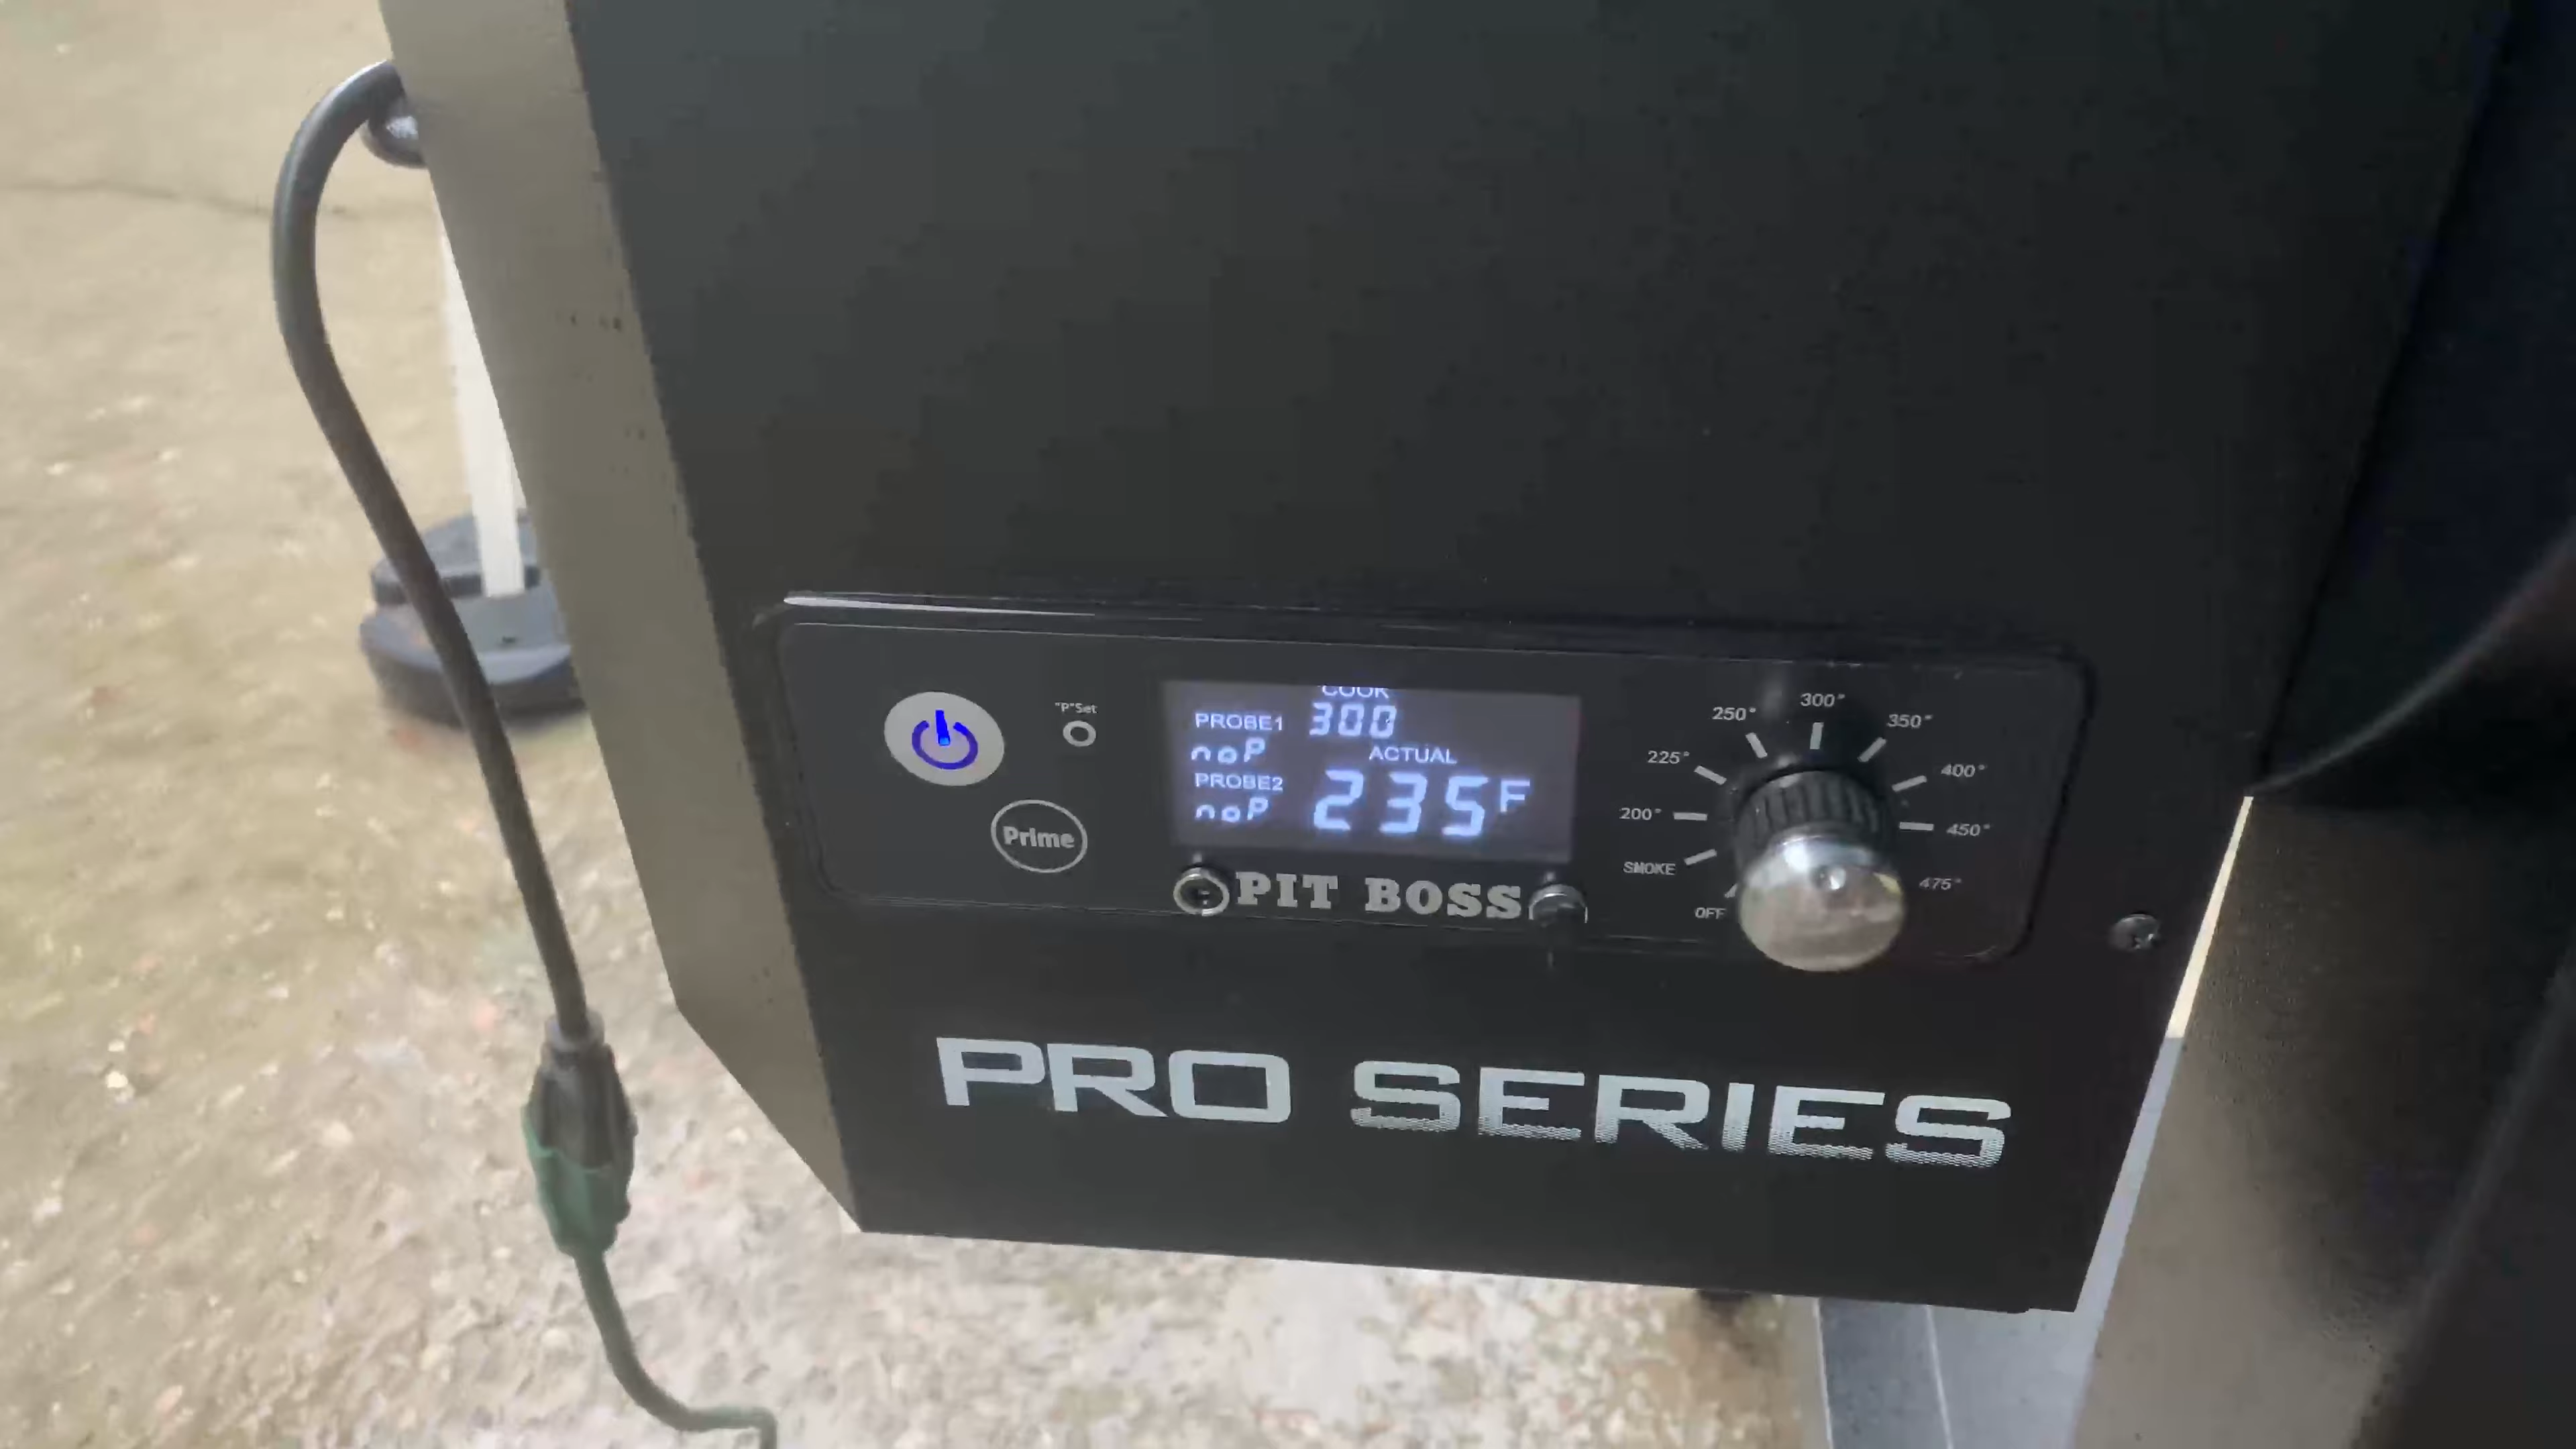 "P"Set
Prime
COOK
PROBE1 300
noP ACTUAL
PROBE2
noP 235F
PIT BOSS
OFF
SMOKE
200°
225°
250°
300°
350°
400°
450°
475°
PRO SERIES